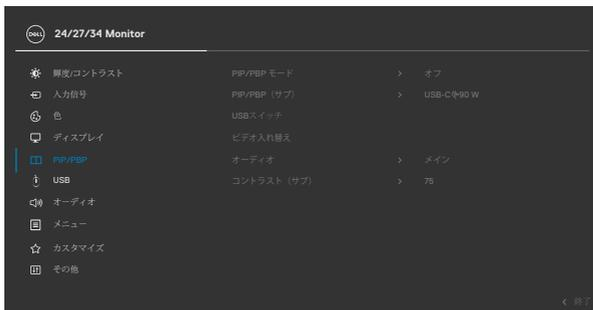 DELL
24/27/34 Monitor
輝度/コントラスト
入力信号
色
ディスプレイ
PIP/PBP
USB
オーディオ
メニュー
カスタマイズ
その他
PIP/PBP モード > オフ
PIP/PBP（サブ） > USB-C 90 W
USBスイッチ
ビデオ入れ替え
オーディオ > メイン
コントラスト（サブ） > 75
< 終了